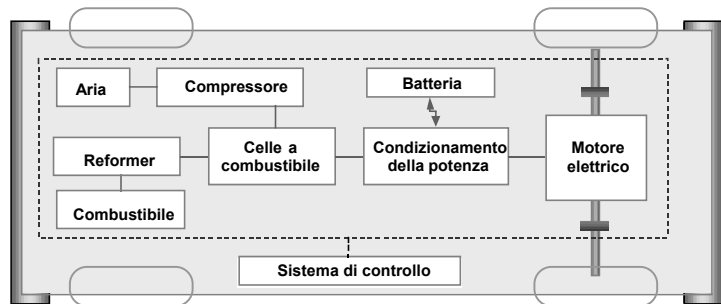 Aria
Compressore
Batteria
Reformer
Celle a
combustibile
Condizionamento
della potenza
Motore
elettrico
Combustibile
Sistema di controllo